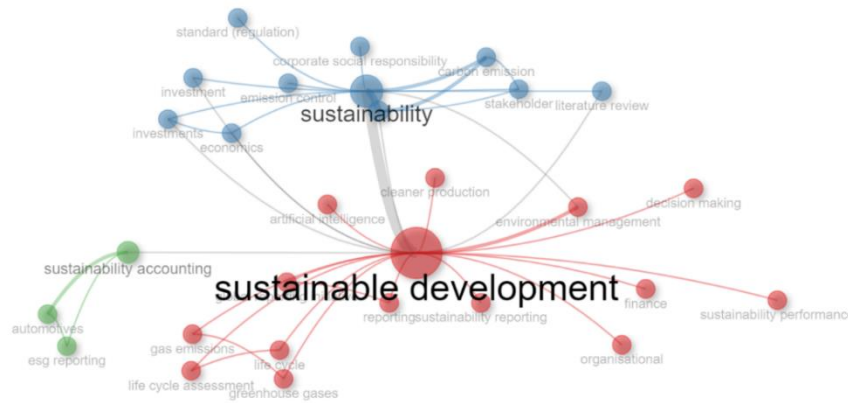 standard (regulation)
corporate social responsibility
carbon emission
investment
emission control
stakeholder
literature review
sustainability
investments
economics
cleaner production
decision making
artificial intelligence
environmental management
sustainability accounting
sustainable development
automotives
reporting
sustainability reporting
finance
sustainability performance
esg reporting
gas emissions
life cycle
organisational
life cycle assessment
greenhouse gases